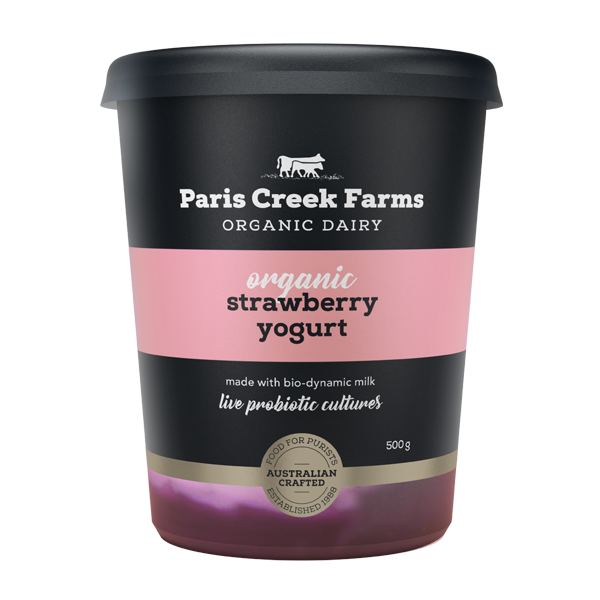 Paris Creek Farms
ORGANIC DAIRY
organic
strawberry
yogurt
made with bio-dynamic milk
live probiotic cultures
500g
FOOD FOR PURISTS
AUSTRALIAN
CRAFTED
ESTABLISHED 1988